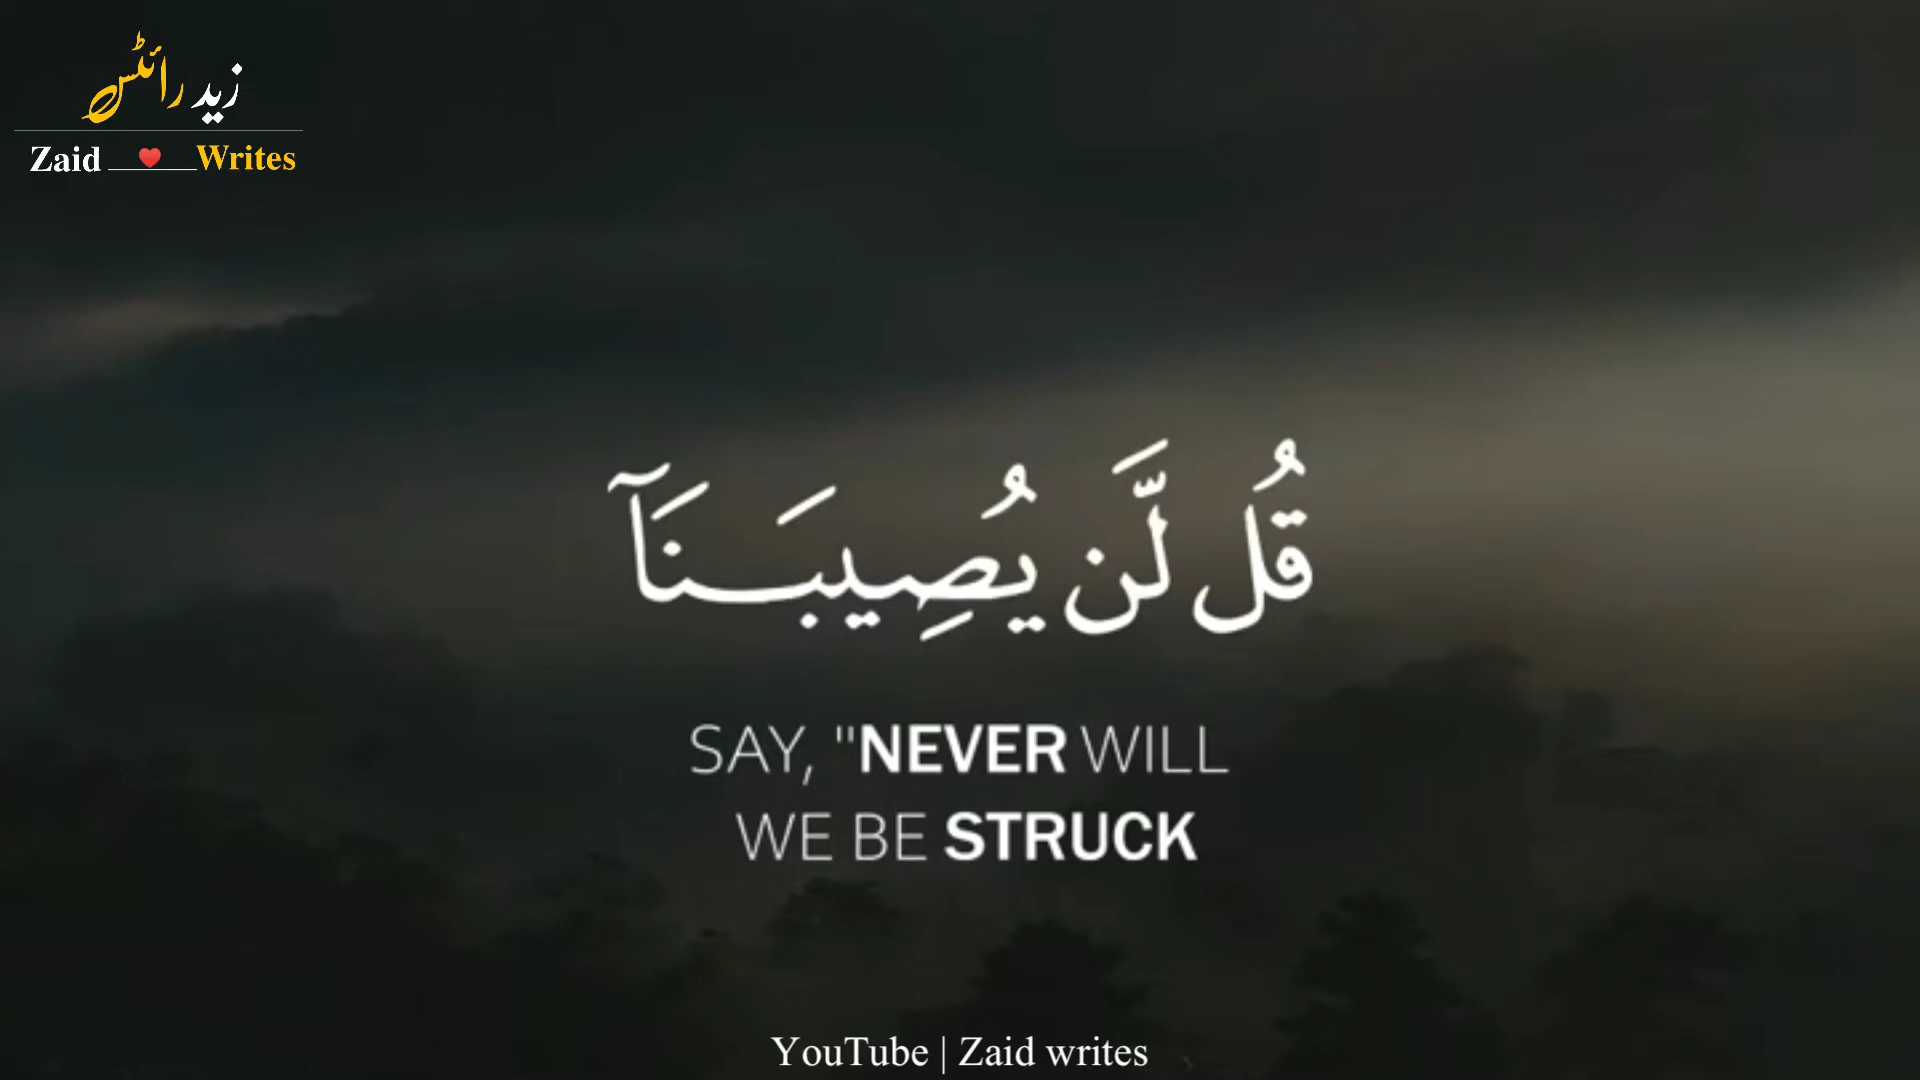 زید رائٹس
Zaid ❤️ Writes
قُل لَّن يُصِيبَنَآ
SAY, "NEVER WILL
WE BE STRUCK
YouTube | Zaid writes